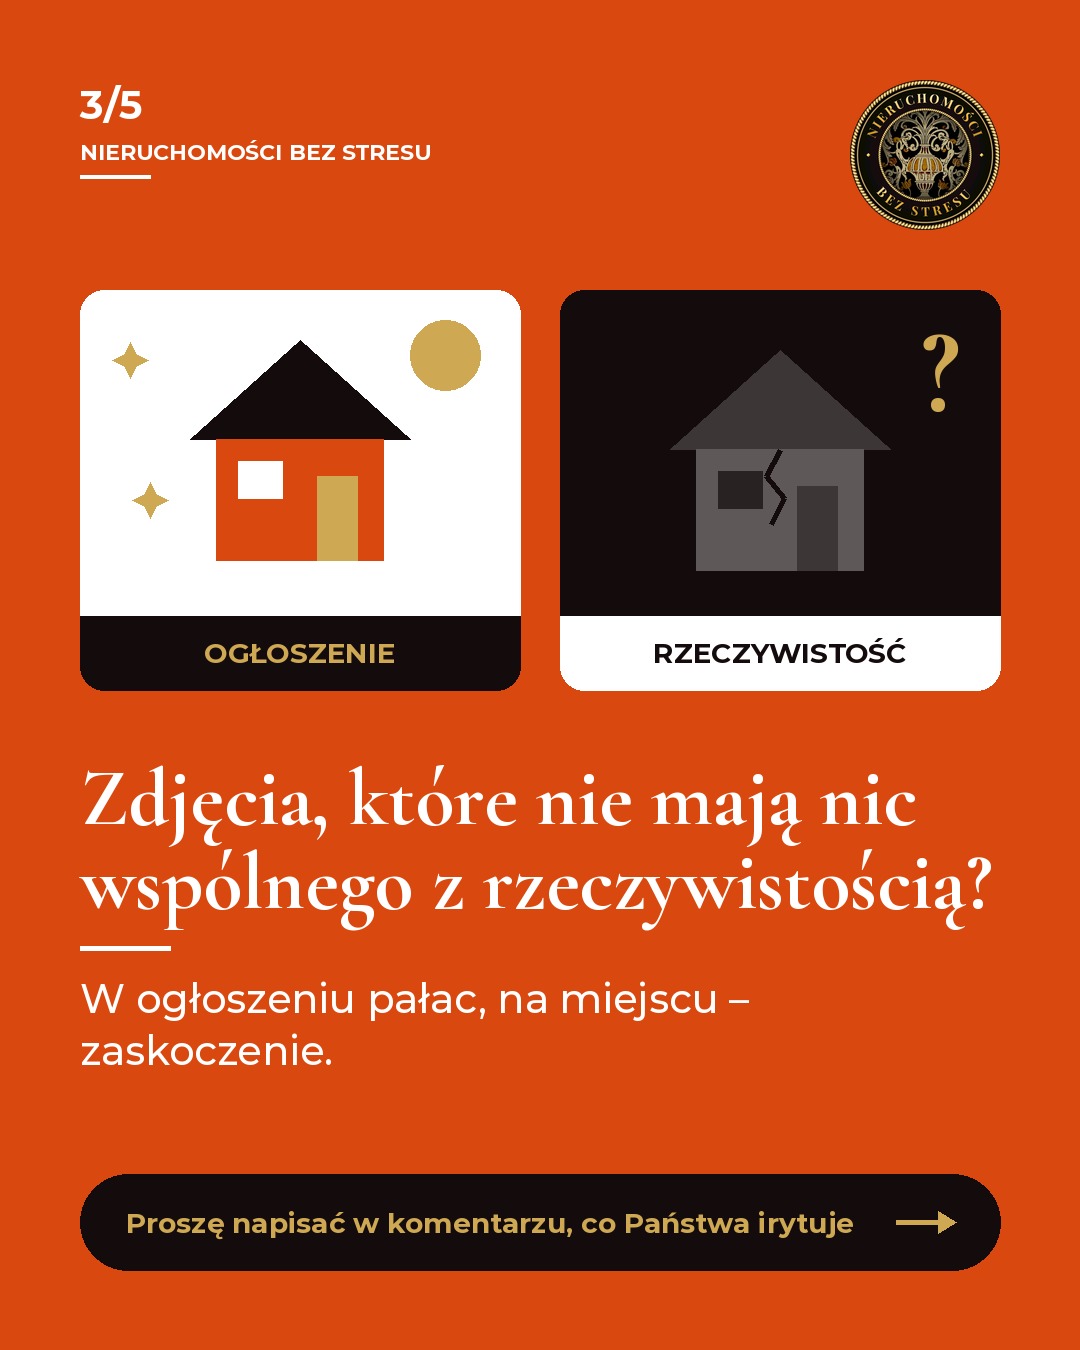 3/5
NIERUCHOMOŚCI BEZ STRESU
NIERUCHOMOŚCI
BEZ STRESU
?
OGŁOSZENIE
RZECZYWISTOŚĆ
Zdjęcia, które nie mają nic
wspólnego z rzeczywistością?
W ogłoszeniu pałac, na miejscu –
zaskoczenie.
Proszę napisać w komentarzu, co Państwa irytuje